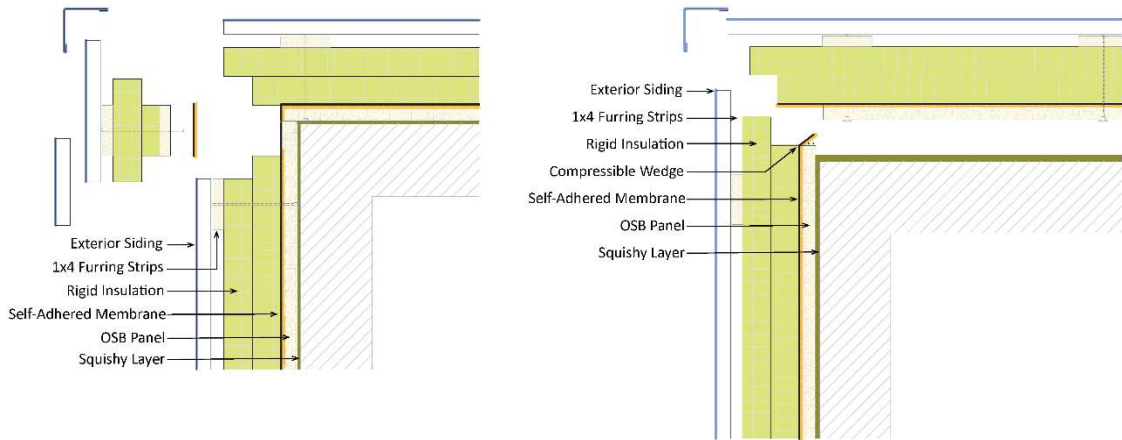 Exterior Siding
1x4 Furring Strips
Rigid Insulation
Self-Adhered Membrane
OSB Panel
Squishy Layer
Exterior Siding
1x4 Furring Strips
Rigid Insulation
Compressible Wedge
Self-Adhered Membrane
OSB Panel
Squishy Layer